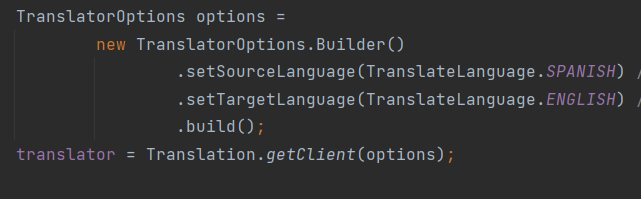 TranslatorOptions options =
new TranslatorOptions.Builder()
.setSourceLanguage(TranslateLanguage.SPANISH) /
.setTargetLanguage(TranslateLanguage.ENGLISH) /
.build();
translator = Translation.getClient(options);